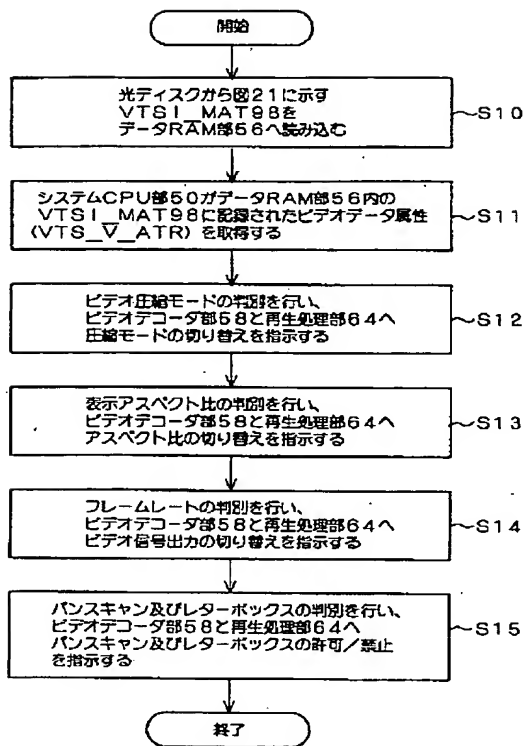 開始
光ディスクから図21に示す
VTSI_MAT98を
データRAM部56へ読み込む
S10
システムCPU部50がデータRAM部56内の
VTSI_MAT98に記録されたビデオデータ属性
(VTS_V_ATR)を取得する
S11
ビデオ圧縮モードの判別を行い、
ビデオデコーダ部58と再生処理部64へ
圧縮モードの切り替えを指示する
S12
表示アスペクト比の判別を行い、
ビデオデコーダ部58と再生処理部64へ
アスペクト比の切り替えを指示する
S13
フレームレートの判別を行い、
ビデオデコーダ部58と再生処理部64へ
ビデオ信号出力の切り替えを指示する
S14
パンスキャン及びレターボックスの判別を行い、
ビデオデコーダ部58と再生処理部64へ
パンスキャン及びレターボックスの許可/禁止
を指示する
S15
終了